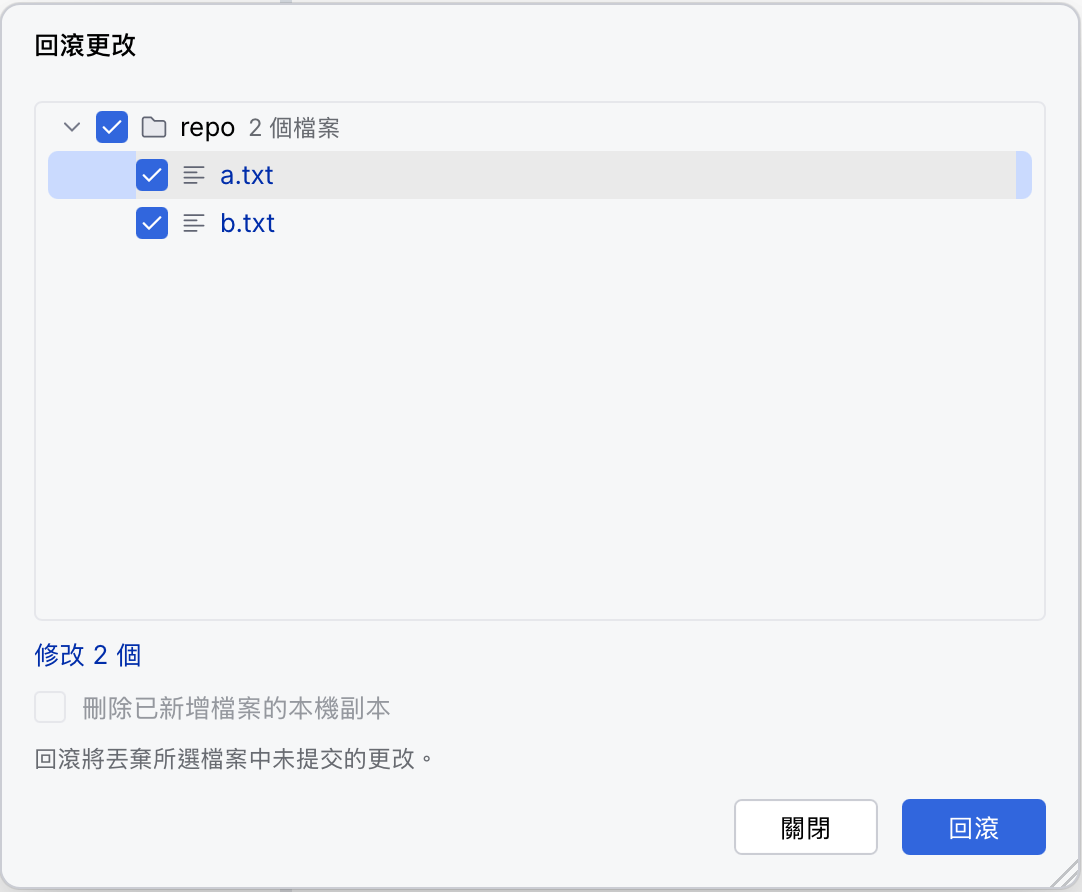 回滾更改
repo 2 個檔案
a.txt
b.txt
修改 2 個
刪除已新增檔案的本機副本
回滾將丟棄所選檔案中未提交的更改。
關閉 回滾